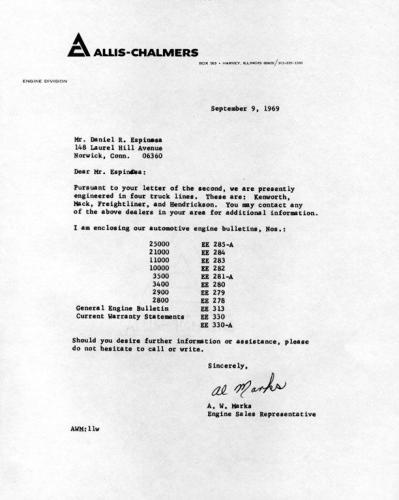 ALLIS-CHALMERS
BOX 563 • HARVEY, ILLINOIS 60426/312-339-3300
ENGINE DIVISION
September 9, 1969
Mr. Daniel R. Espinosa
148 Laurel Hill Avenue
Norwick, Conn. 06360
Dear Mr. Espinosa:
Pursuant to your letter of the second, we are presently
engineered in four truck lines. These are: Kenworth,
Mack, Freightliner, and Hendrickson. You may contact any
of the above dealers in your area for additional information.
I am enclosing our automotive engine bulletins, Nos.:
25000 EE 285-A
21000 EE 284
11000 EE 283
10000 EE 282
3500 EE 281-A
3400 EE 280
2900 EE 279
2800 EE 278
General Engine Bulletin EE 313
Current Warranty Statements EE 330
EE 330-A
Should you desire further information or assistance, please
do not hesitate to call or write.
Sincerely,
Al Marks
A. W. Marks
Engine Sales Representative
AWM:llw